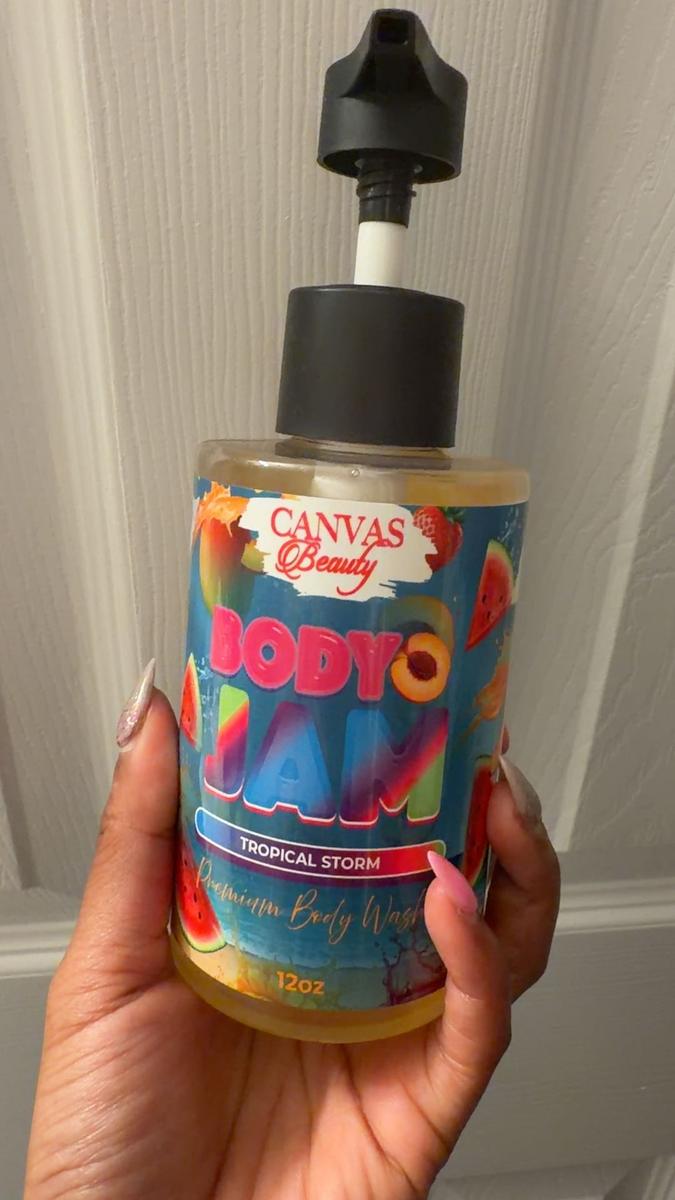 CANVAS
Beauty
BODY
JAM
TROPICAL STORM
Premium Body Wash
12oz